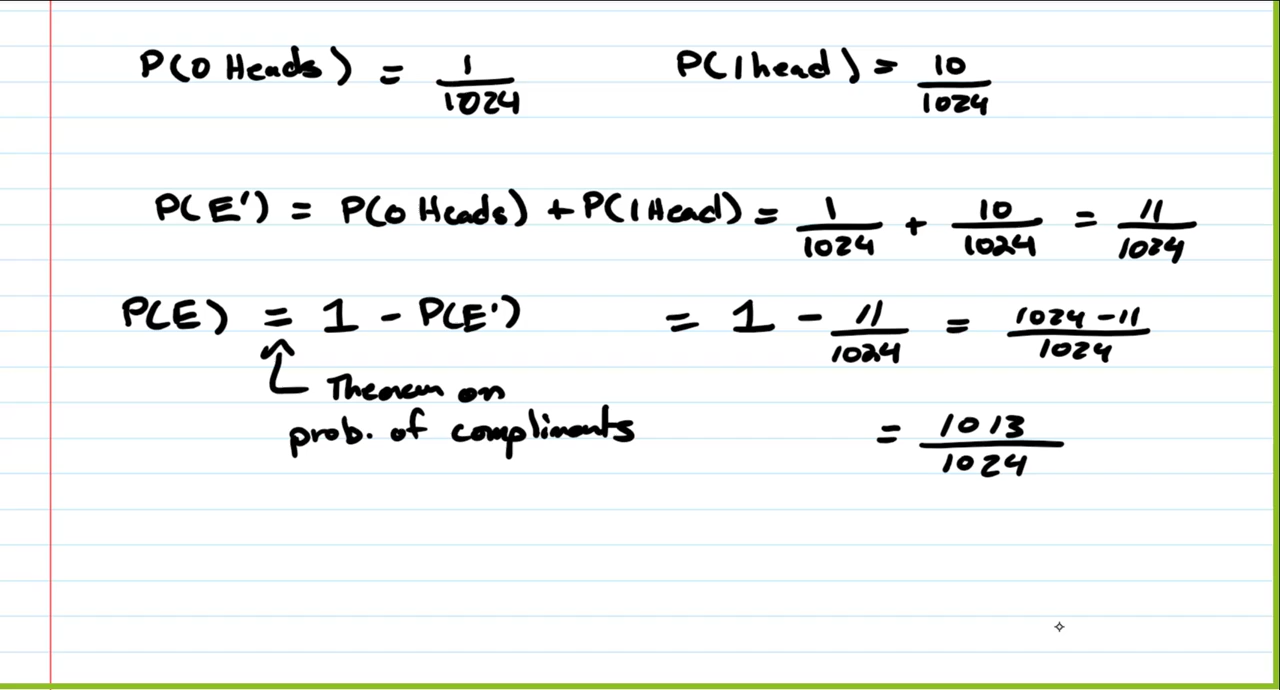 P(0 Heads) = 1/1024 P(1 head) = 10/1024
P(E') = P(0 Heads) + P(1 Head) = 1/1024 + 10/1024 = 11/1024
P(E) = 1 - P(E') = 1 - 11/1024 = 1024-11/1024
Theorem on
prob. of compliments = 1013/1024